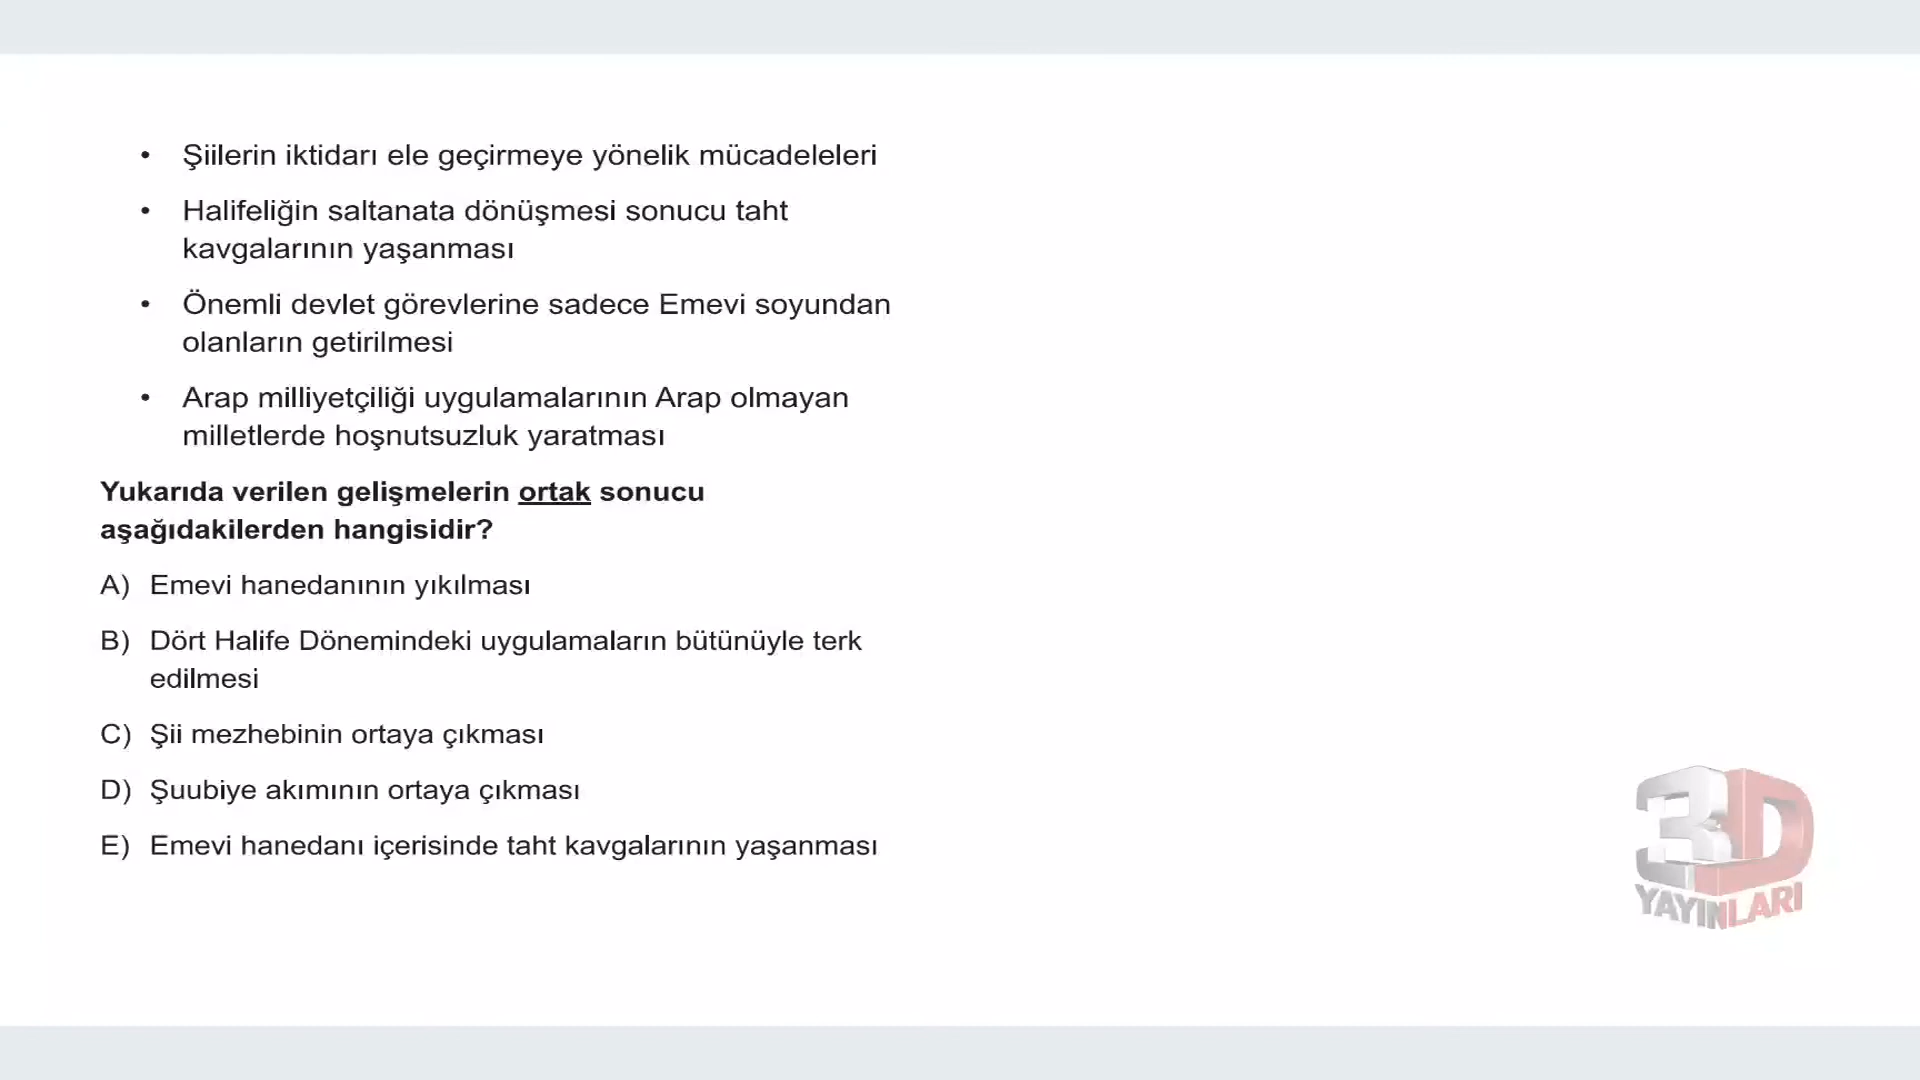 • Şiilerin iktidarı ele geçirmeye yönelik mücadeleleri
• Halifeliğin saltanata dönüşmesi sonucu taht
kavgalarının yaşanması
• Önemli devlet görevlerine sadece Emevi soyundan
olanların getirilmesi
• Arap milliyetçiliği uygulamalarının Arap olmayan
milletlerde hoşnutsuzluk yaratması
Yukarıda verilen gelişmelerin ortak sonucu
aşağıdakilerden hangisidir?
A) Emevi hanedanının yıkılması
B) Dört Halife Dönemindeki uygulamaların bütünüyle terk
edilmesi
C) Şii mezhebinin ortaya çıkması
D) Şuubiye akımının ortaya çıkması
E) Emevi hanedanı içerisinde taht kavgalarının yaşanması
3D
YAYINLARI